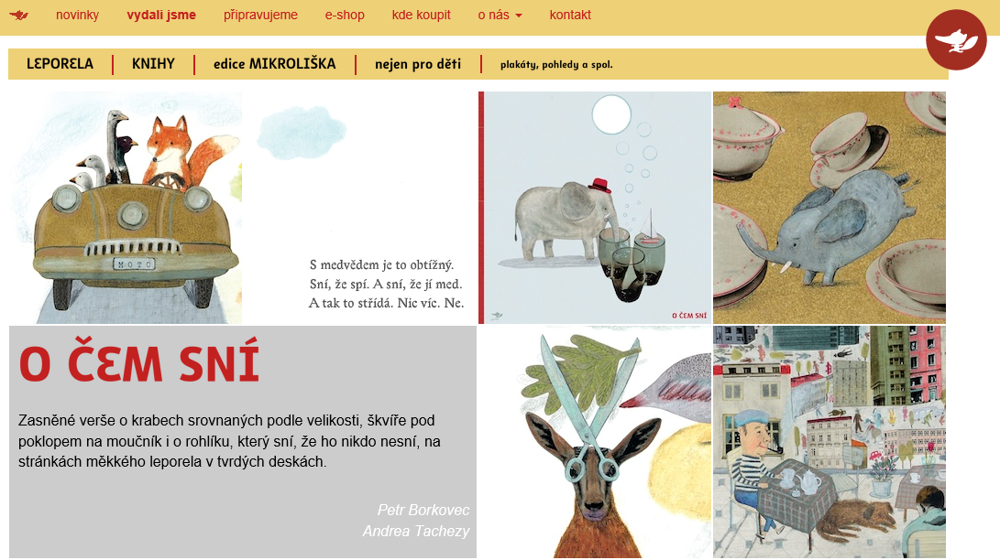 novinky vydali jsme připravujeme e-shop kde koupit o nás kontakt
LEPORELA KNIHY edice MIKROLIŠKA nejen pro děti plakáty, pohledy a spol.
MOTO
S medvědem je to obtížný.
Sní, že spí. A sní, že jí med.
A tak to střídá. Nic víc. Ne.
O ČEM SNÍ
O ČEM SNÍ
Zasněné verše o krabech srovnaných podle velikosti, škvíře pod
poklopem na moučník i o rohlíku, který sní, že ho nikdo nesní, na
stránkách měkkého leporela v tvrdých deskách.
Petr Borkovec
Andrea Tachezy